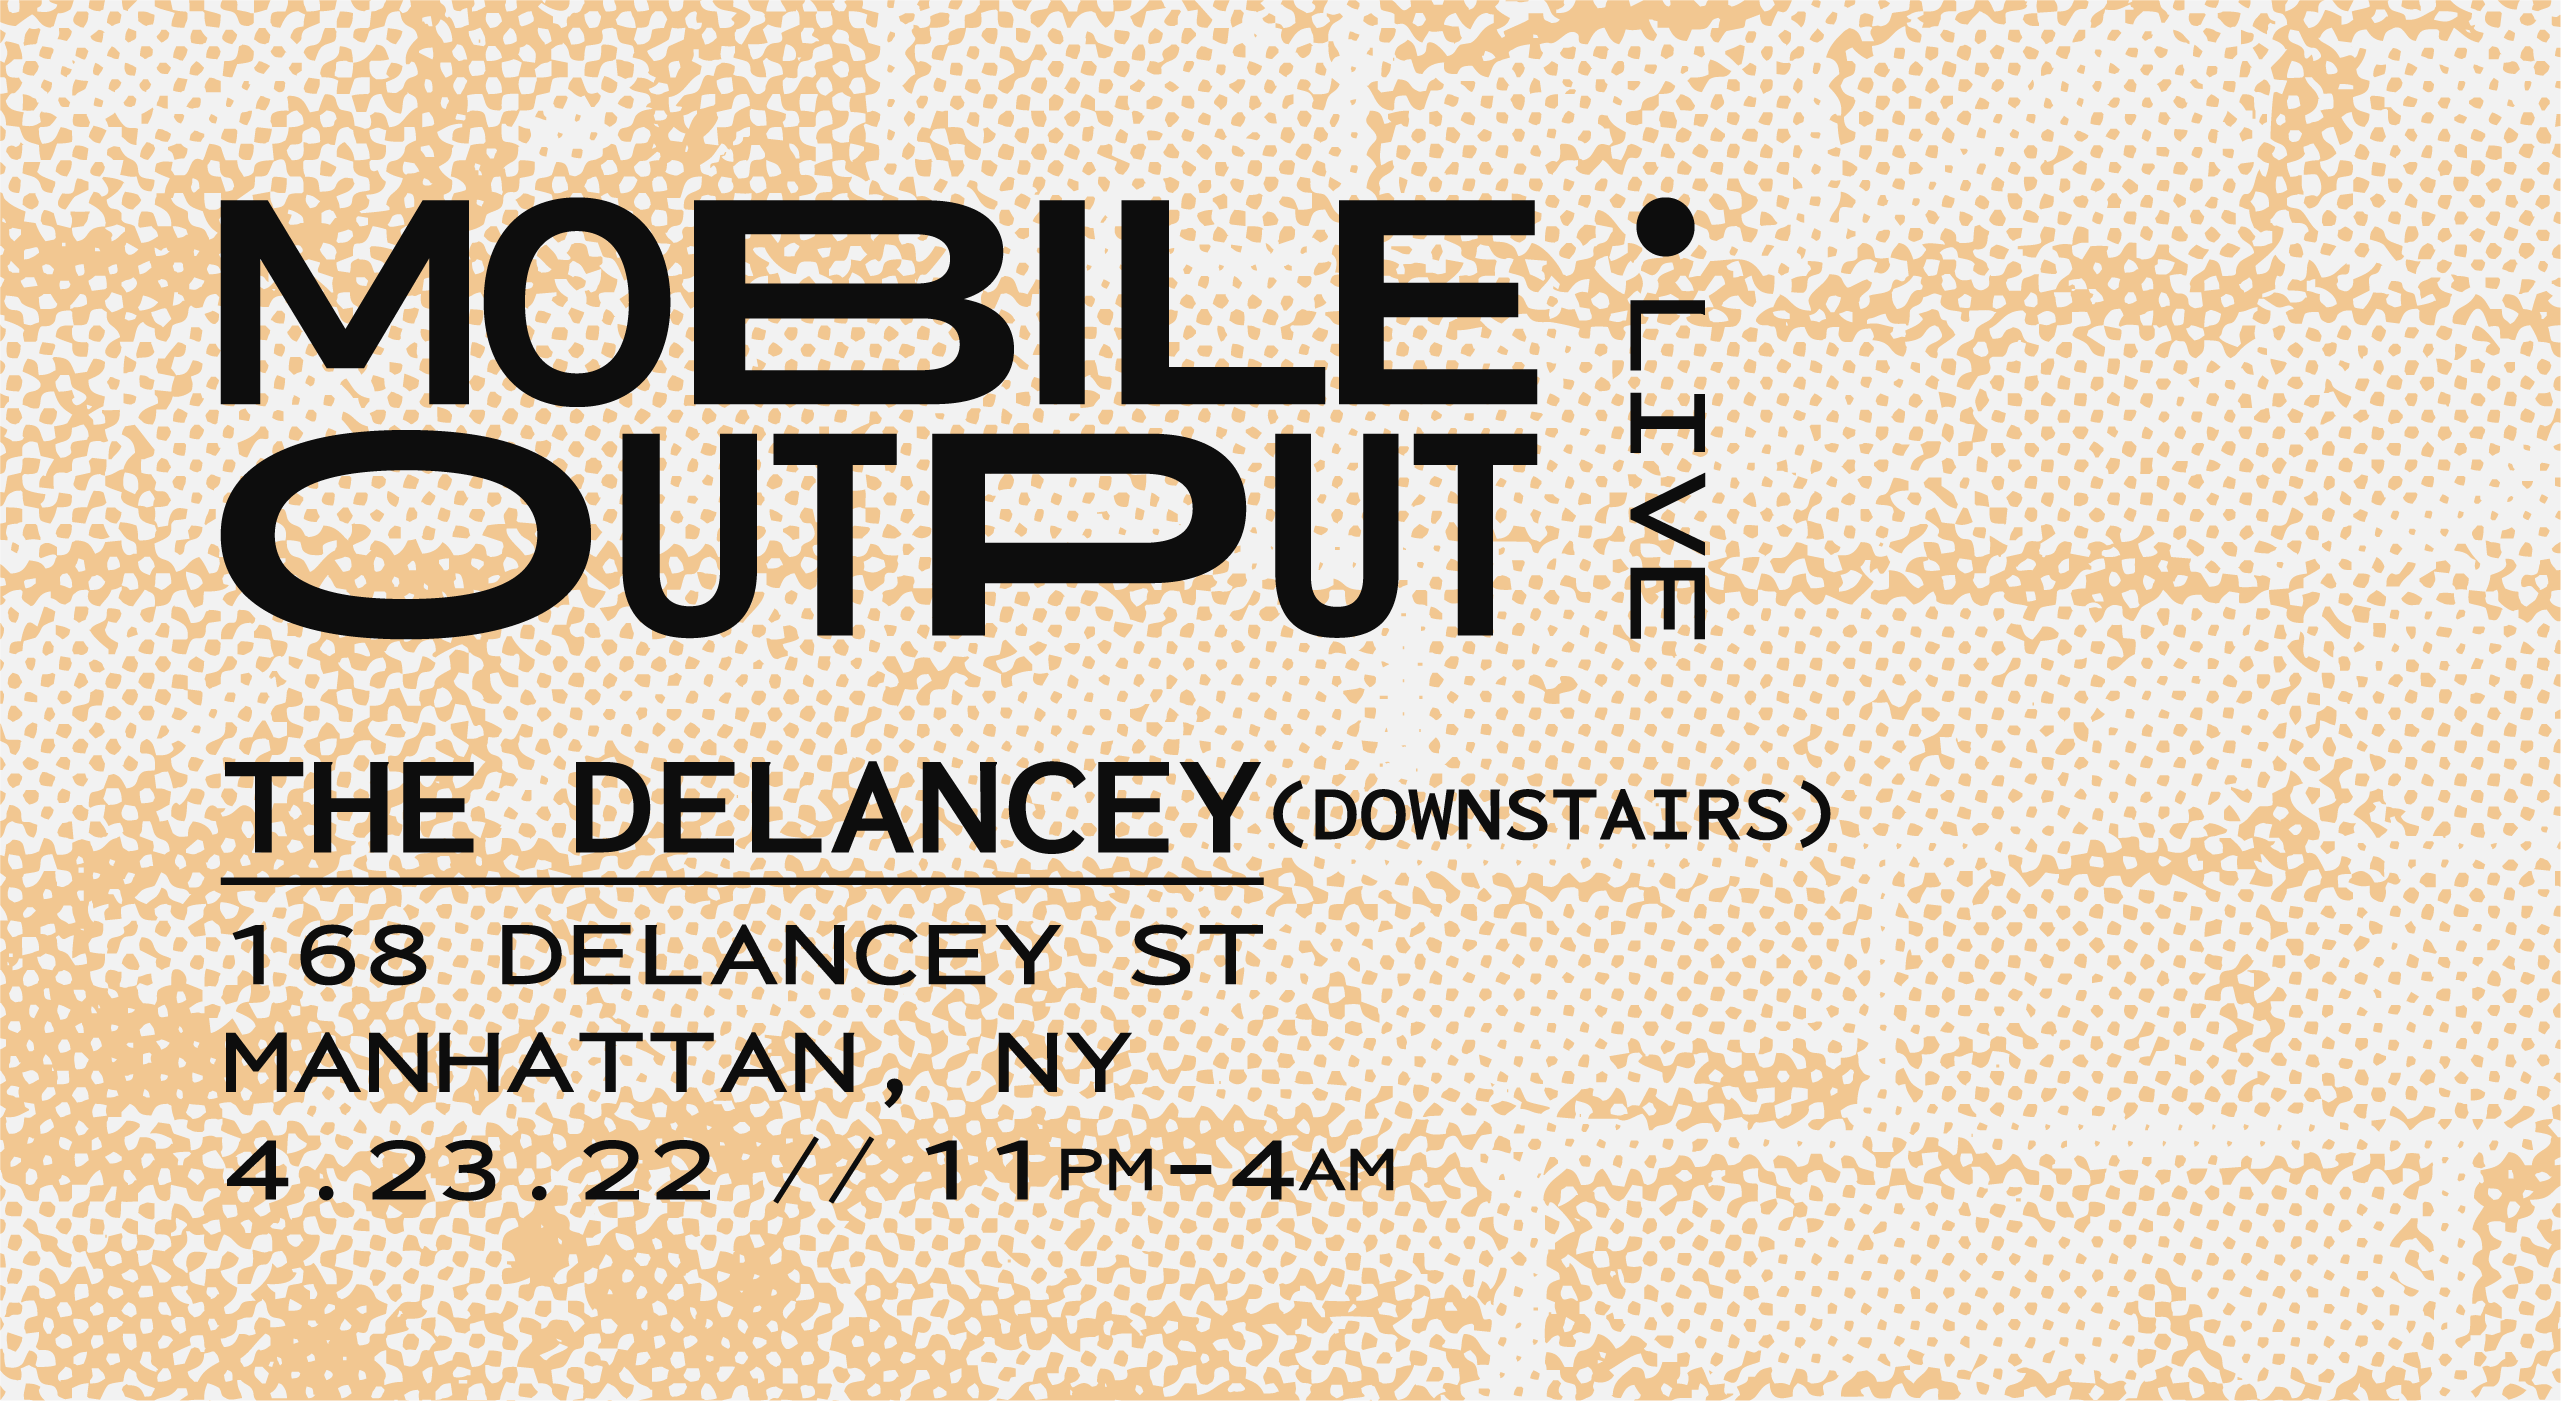 MOBILE
OUTPUT
• LIVE
THE DELANCEY (DOWNSTAIRS)
168 DELANCEY ST
MANHATTAN, NY
4.23.22 // 11PM-4AM